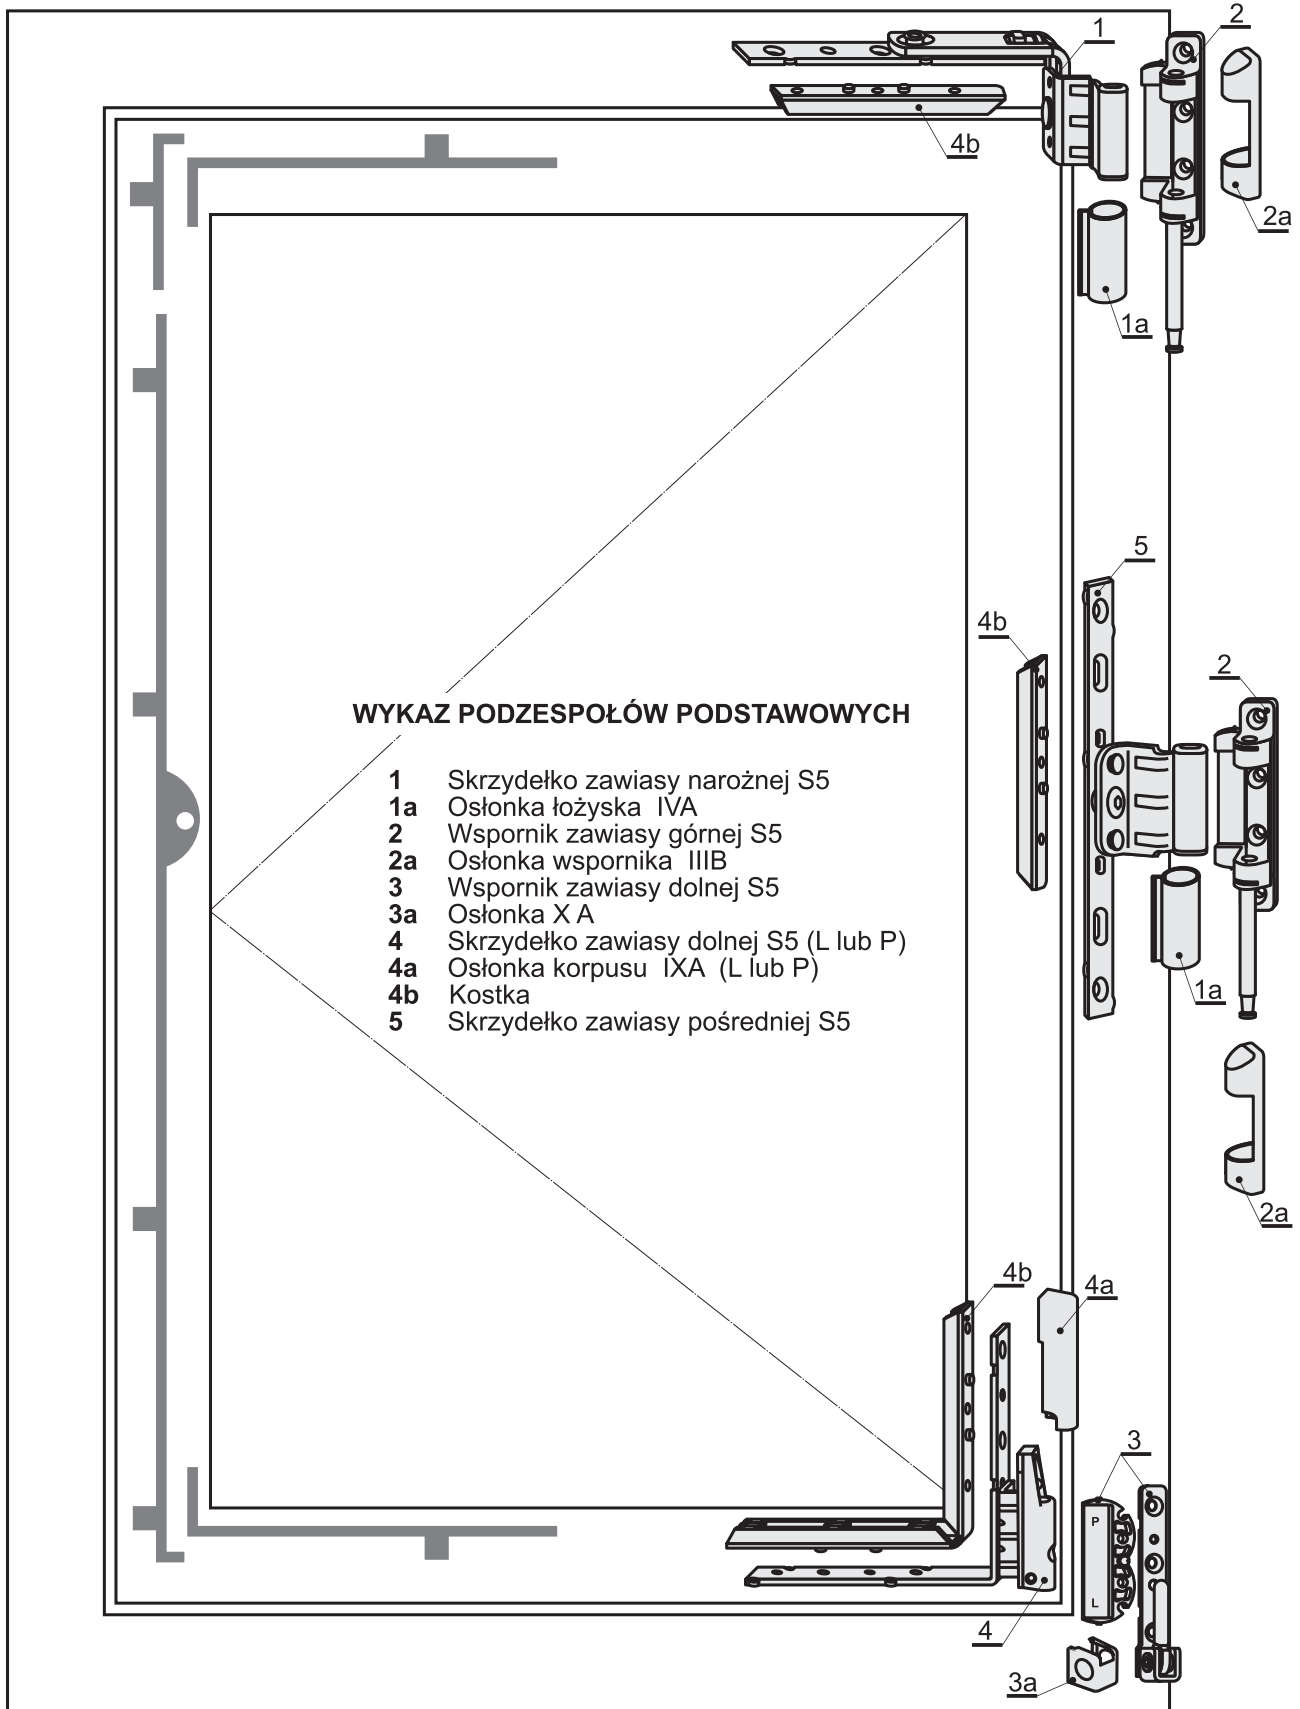 1
2
4b
2a
1a
5
4b
2
WYKAZ PODZESPOŁÓW PODSTAWOWYCH
1 Skrzydełko zawiasy narożnej S5
1a Osłonka łożyska IVA
2 Wspornik zawiasy górnej S5
2a Osłonka wspornika IIIB
3 Wspornik zawiasy dolnej S5
3a Osłonka X A
4 Skrzydełko zawiasy dolnej S5 (L lub P)
4a Osłonka korpusu IXA (L lub P)
4b Kostka
5 Skrzydełko zawiasy pośredniej S5
1a
2a
4b
4a
3
P
L
4
3a